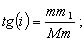 tg(i) = mm₁ / Mm ;